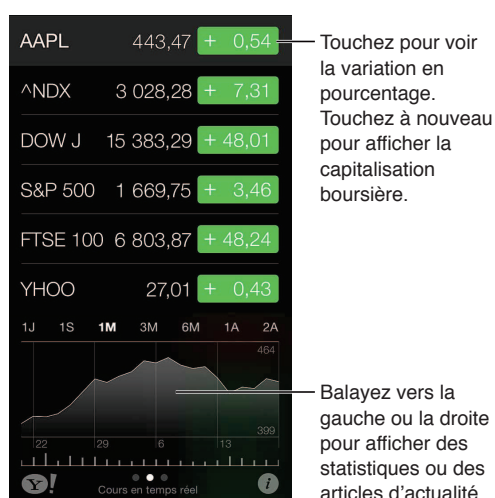 AAPL 443,47 + 0,54
^NDX 3 028,28 + 7,31
DOW J 15 383,29 + 48,01
S&P 500 1 669,75 + 3,46
FTSE 100 6 803,87 + 48,24
YHOO 27,01 + 0,43
1J 1S 1M 3M 6M 1A 2A
464
399
22 29 6 13
Y!
Cours en temps réel
i
Touchez pour voir
la variation en
pourcentage.
Touchez à nouveau
pour afficher la
capitalisation
boursière.
Balayez vers la
gauche ou la droite
pour afficher des
statistiques ou des
articles d'actualité